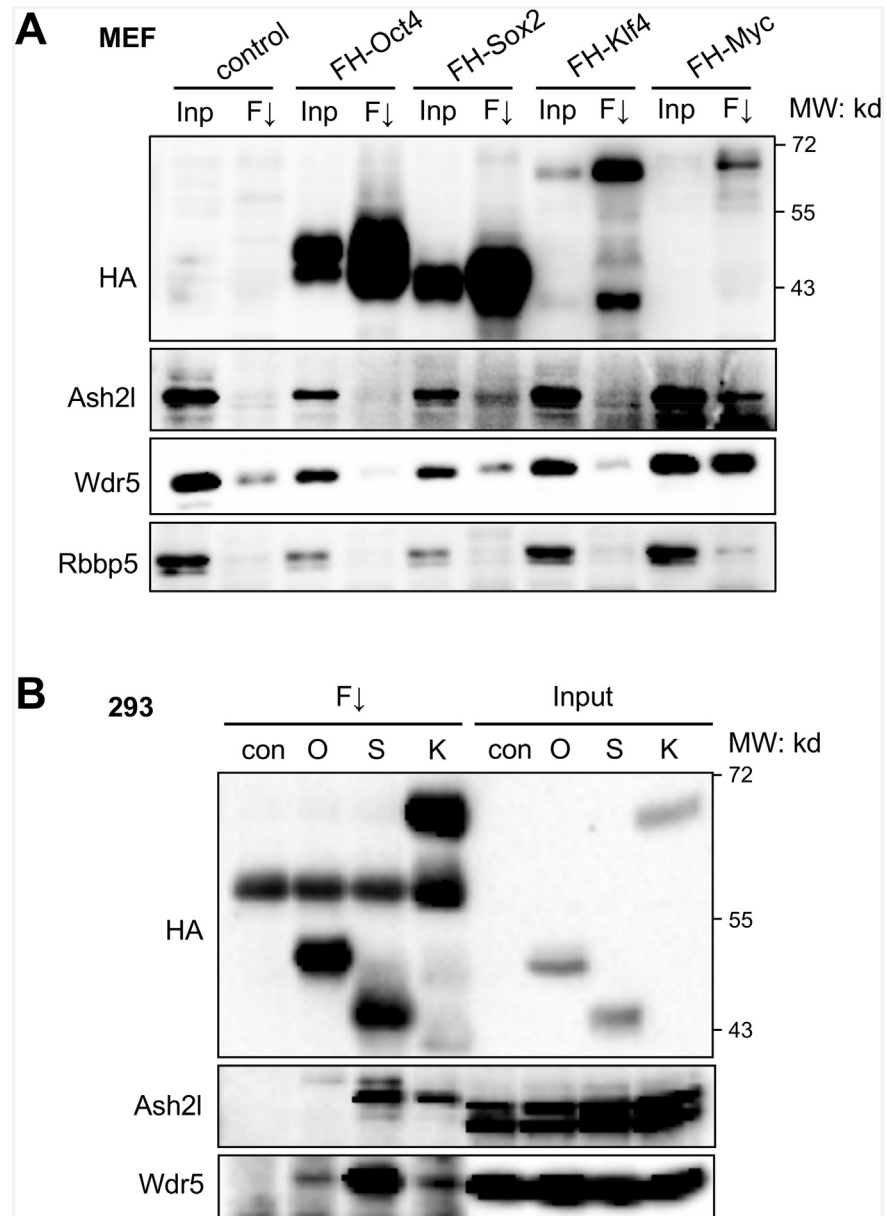 A
MEF
control FH-Oct4 FH-Sox2 FH-Klf4 FH-Myc
Inp F↓ Inp F↓ Inp F↓ Inp F↓ Inp F↓ MW: kd
72
55
HA
43
Ash2l
Wdr5
Rbbp5
B
293
F↓ Input
con O S K con O S K MW: kd
72
55
HA
43
Ash2l
Wdr5